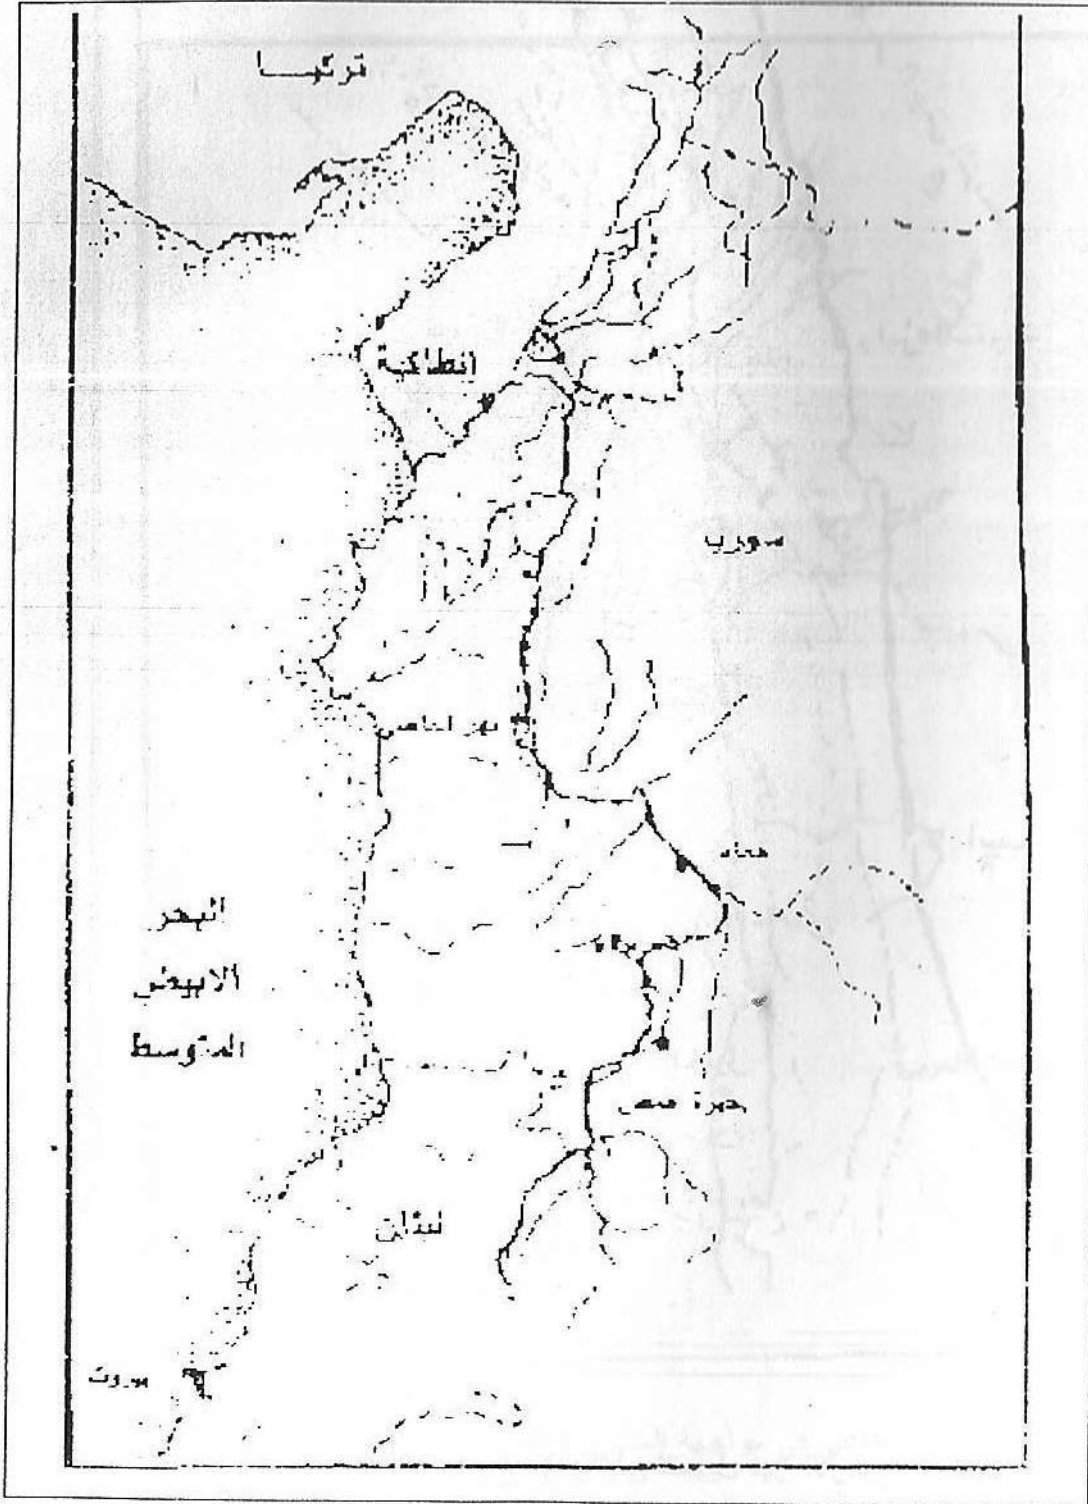 تركيا
انطاكية
سوريا
نهر العاصي
حماه
البحر
الابيض
المتوسط
بحيرة حمص
لبنان
بيروت